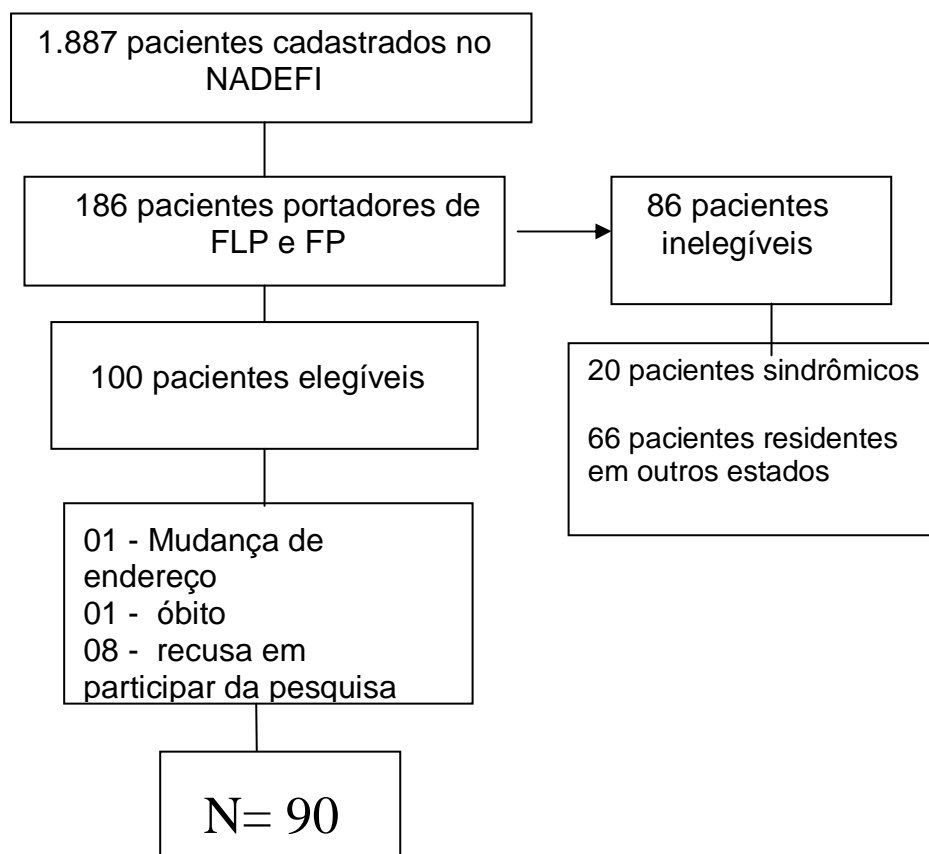 1.887 pacientes cadastrados no
NADEFI
186 pacientes portadores de
FLP e FP
86 pacientes
inelegíveis
100 pacientes elegíveis
20 pacientes sindrômicos
66 pacientes residentes
em outros estados
01 - Mudança de
endereço
01 - óbito
08 - recusa em
participar da pesquisa
N= 90